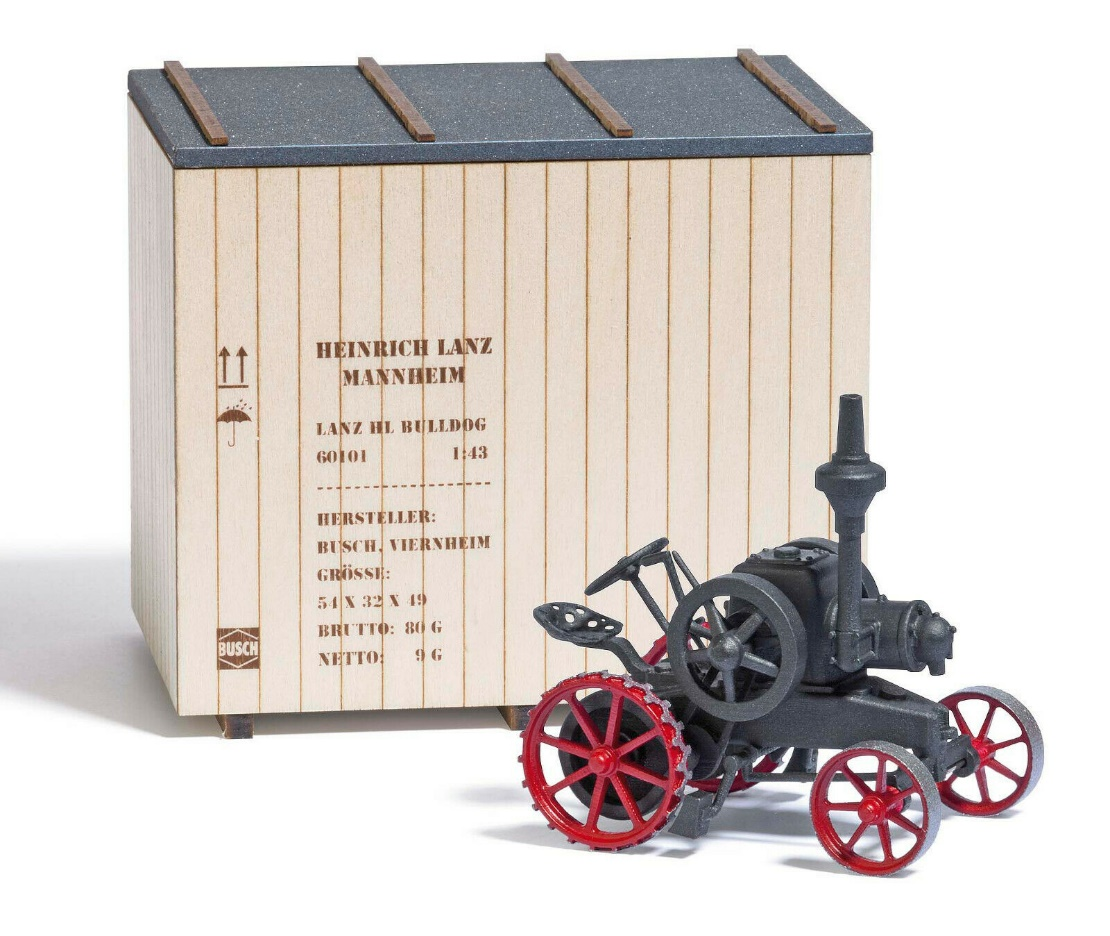 HEINRICH LANZ
MANNHEIM
LANZ HL BULLDOG
60101 1:43
HERSTELLER:
BUSCH, VIERNHEIM
GRÖSSE:
54 X 32 X 49
BRUTTO: 80 G
NETTO: 9 G
BUSCH